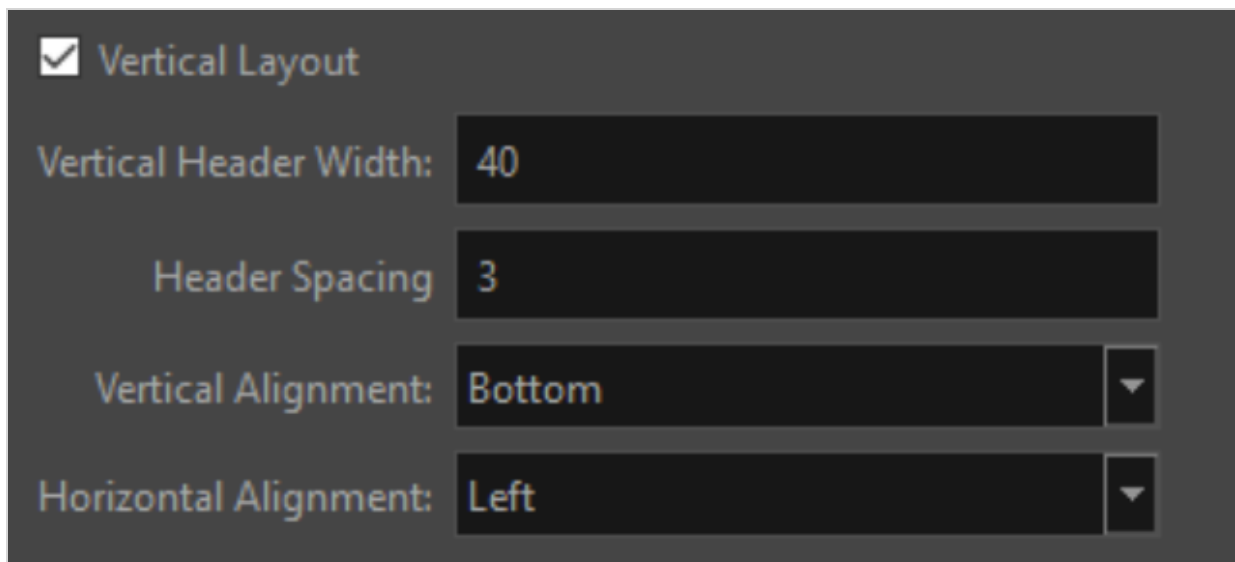 Vertical Layout
Vertical Header Width: 40
Header Spacing 3
Vertical Alignment: Bottom
Horizontal Alignment: Left